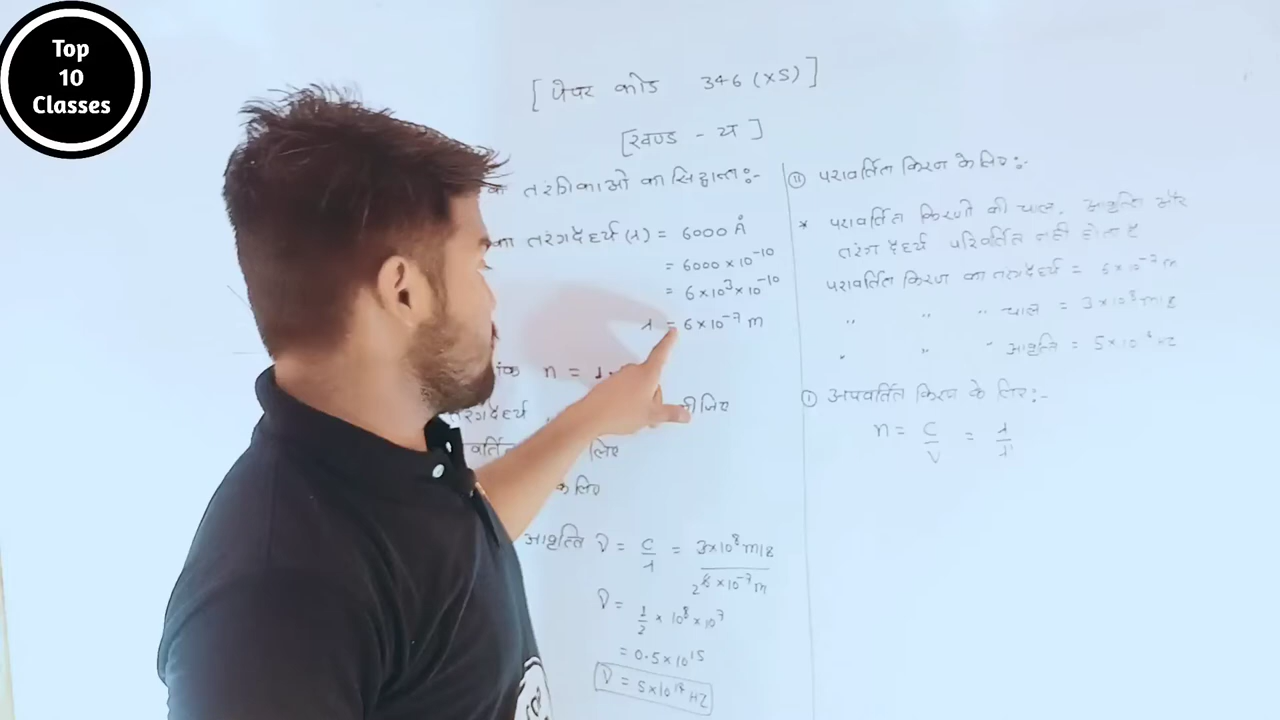 Top
10
Classes
[पेपर कोड 346 (XS)]
[खण्ड - य]
तरंगिकाओं का सिद्धान्त :-
का तरंगदैर्ध्य (λ) = 6000 Å
= 6000 × 10⁻¹⁰
= 6 × 10³ × 10⁻¹⁰
λ = 6 × 10⁻⁷ m
n = 1.
तरंगदैर्ध्य
कीजिए
लिए
के लिए
आवृत्ति ν = c/λ = 3×10⁸ m/s / 6 × 10⁻⁷ m 2
ν = 1/2 × 10⁸ × 10⁷
= 0.5 × 10¹⁵
ν = 5 × 10¹⁴ HZ
(ii) परावर्तित किरण के लिए :-
* परावर्तित किरणों की चाल, आवृत्ति और
तरंगदैर्ध्य परिवर्तित नहीं होता है
परावर्तित किरण का तरंगदैर्ध्य = 6 × 10⁻⁷ m
" " " चाल = 3 × 10⁸ m/s
" " " आवृत्ति = 5 × 10¹⁴ HZ
(i) अपवर्तित किरण के लिए :-
n = c/v = λ/λ'